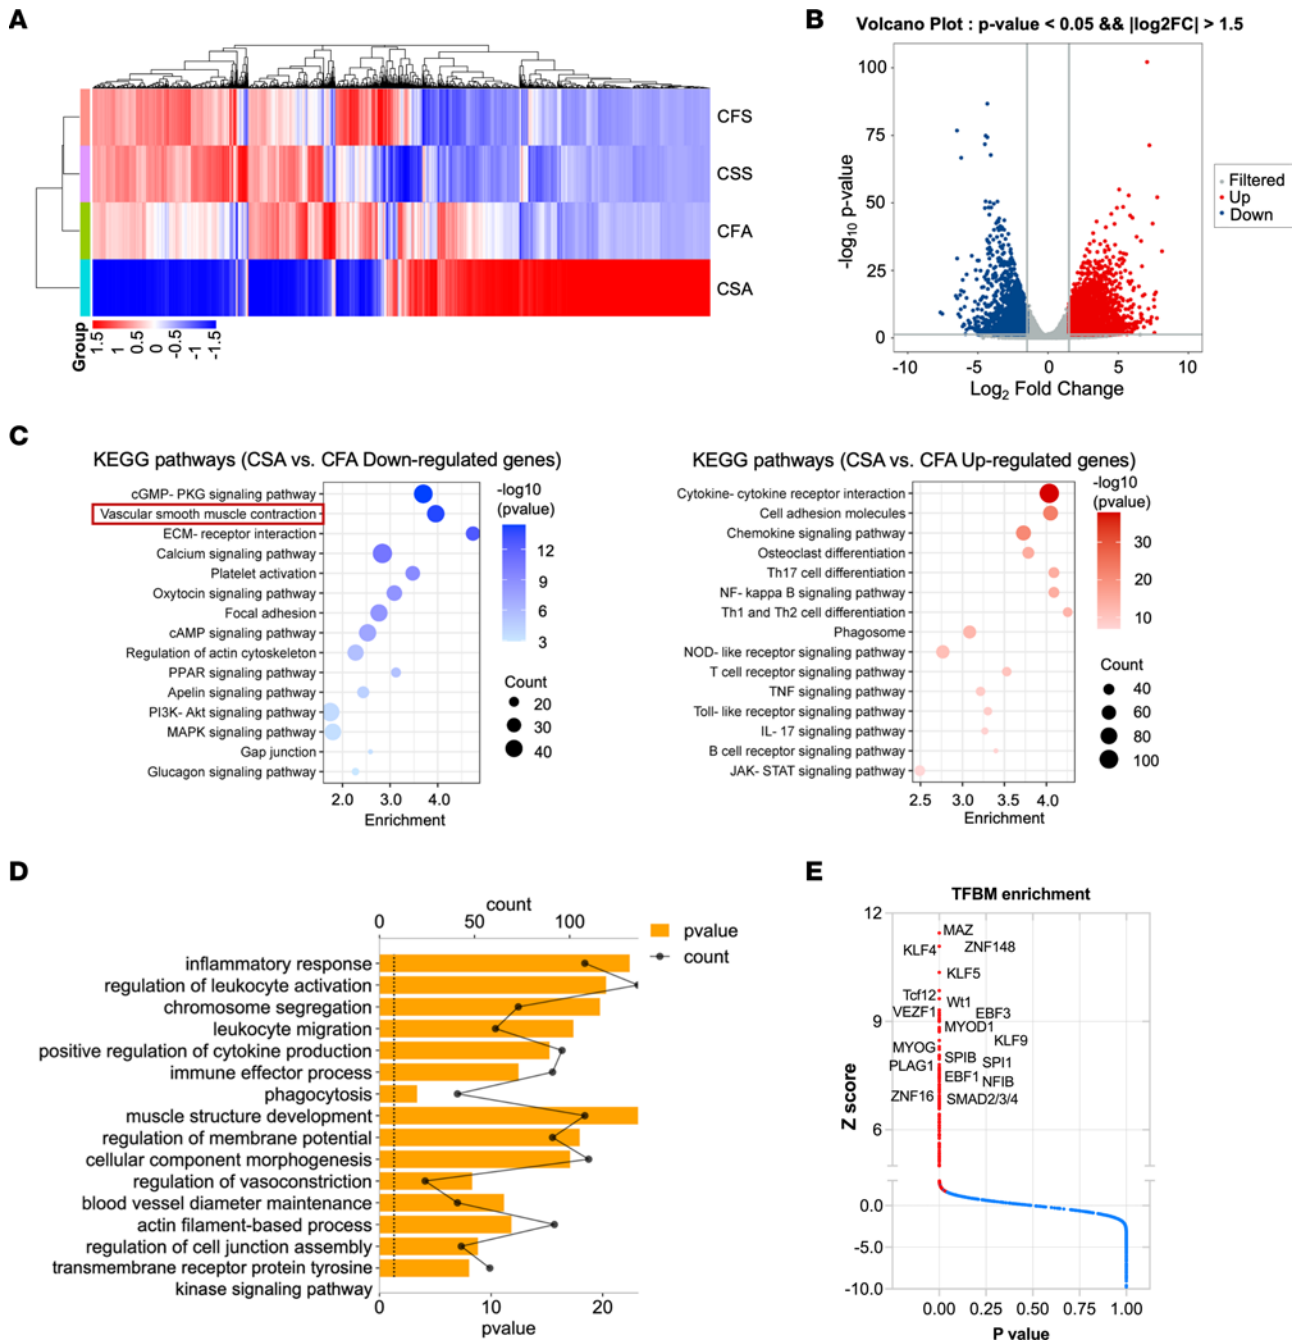 A
CFS
CSS
CFA
CSA
Group
1.5
1
0.5
0
-0.5
-1
-1.5
B
Volcano Plot : p-value < 0.05 && |log2FC| > 1.5
100
75
50
25
0
-log10 p-value
-10
-5
0
5
10
Log2 Fold Change
Filtered
Up
Down
C
KEGG pathways (CSA vs. CFA Down-regulated genes)
cGMP- PKG signaling pathway
Vascular smooth muscle contraction
ECM- receptor interaction
Calcium signaling pathway
Platelet activation
Oxytocin signaling pathway
Focal adhesion
cAMP signaling pathway
Regulation of actin cytoskeleton
PPAR signaling pathway
Apelin signaling pathway
PI3K- Akt signaling pathway
MAPK signaling pathway
Gap junction
Glucagon signaling pathway
2.0
3.0
4.0
Enrichment
-log10
(pvalue)
12
9
6
3
Count
20
30
40
KEGG pathways (CSA vs. CFA Up-regulated genes)
Cytokine- cytokine receptor interaction
Cell adhesion molecules
Chemokine signaling pathway
Osteoclast differentiation
Th17 cell differentiation
NF- kappa B signaling pathway
Th1 and Th2 cell differentiation
Phagosome
NOD- like receptor signaling pathway
T cell receptor signaling pathway
TNF signaling pathway
Toll- like receptor signaling pathway
IL- 17 signaling pathway
B cell receptor signaling pathway
JAK- STAT signaling pathway
2.5
3.0
3.5
4.0
Enrichment
-log10
(pvalue)
30
20
10
Count
40
60
80
100
D
count
0
50
100
pvalue
count
inflammatory response
regulation of leukocyte activation
chromosome segregation
leukocyte migration
positive regulation of cytokine production
immune effector process
phagocytosis
muscle structure development
regulation of membrane potential
cellular component morphogenesis
regulation of vasoconstriction
blood vessel diameter maintenance
actin filament-based process
regulation of cell junction assembly
transmembrane receptor protein tyrosine
kinase signaling pathway
0
10
20
pvalue
E
TFBM enrichment
12
9
6
0.0
-5.0
-10.0
Z score
MAZ
KLF4
ZNF148
KLF5
Tcf12
Wt1
VEZF1
EBF3
MYOD1
KLF9
MYOG
SPIB
SPI1
PLAG1
EBF1
NFIB
ZNF16
SMAD2/3/4
0.00
0.25
0.50
0.75
1.00
P value